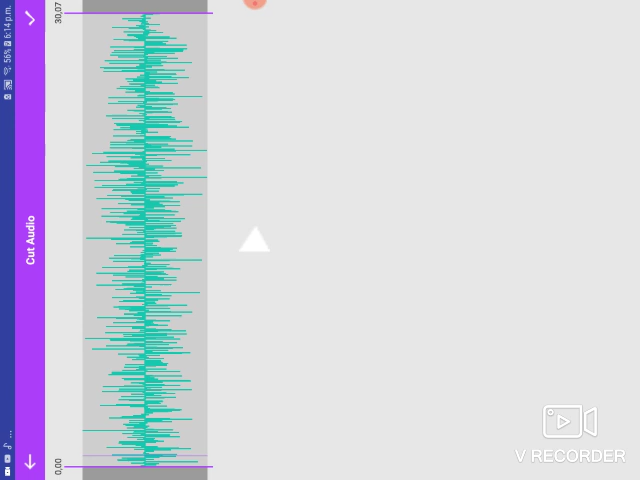 56% 6:14 p.m.
Cut Audio
0,00
30,07
V RECORDER